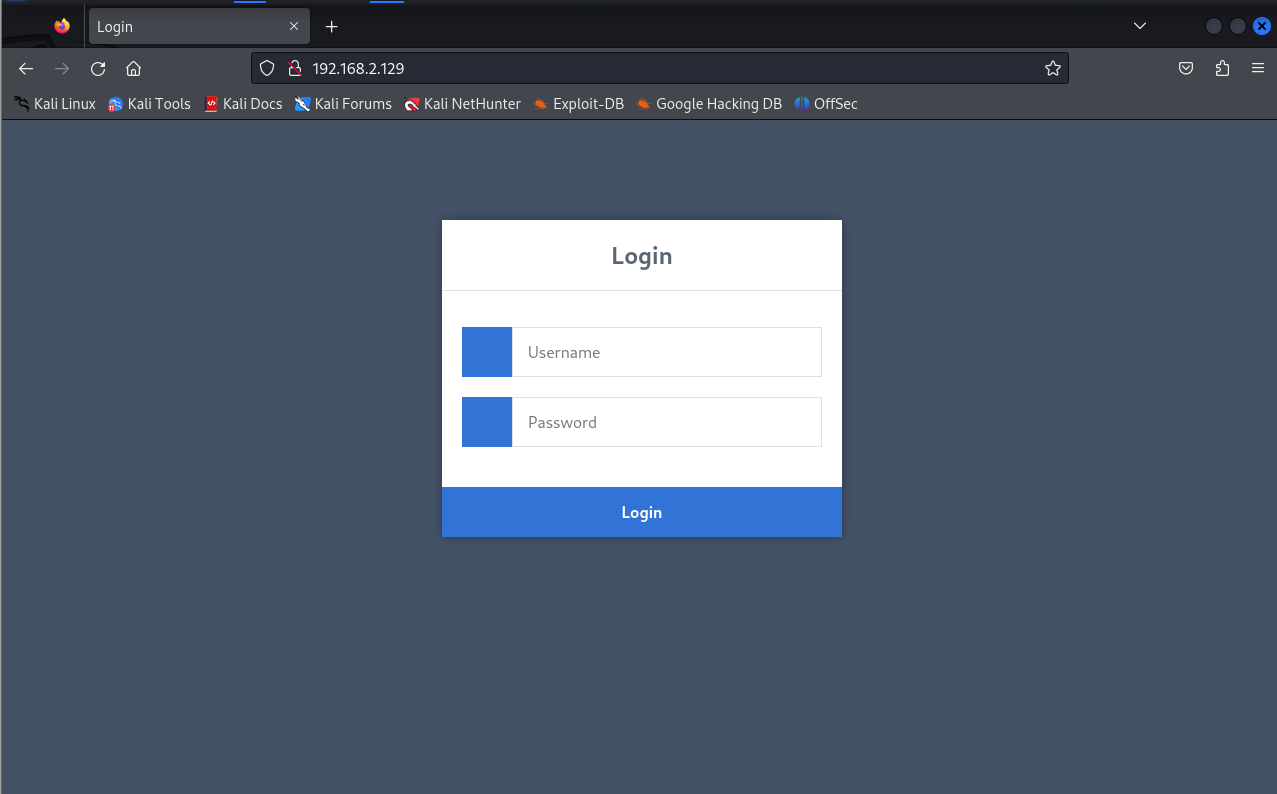 Login
192.168.2.129
Kali Linux Kali Tools Kali Docs Kali Forums Kali NetHunter Exploit-DB Google Hacking DB OffSec
Login
Username
Password
Login